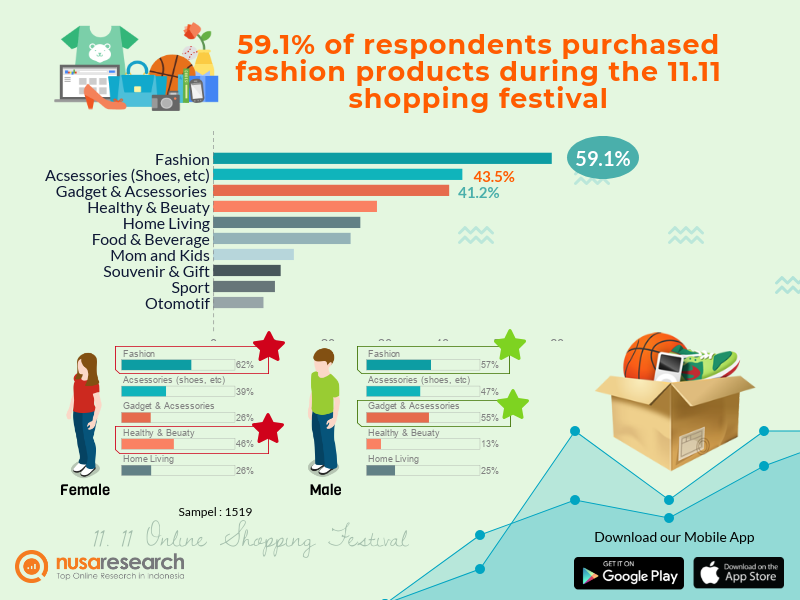 59.1% of respondents purchased
fashion products during the 11.11
shopping festival
Fashion 59.1%
Acsessories (Shoes, etc) 43.5%
Gadget & Acsessories 41.2%
Healthy & Beuaty
Home Living
Food & Beverage
Mom and Kids
Souvenir & Gift
Sport
Otomotif
Fashion
62%
Acsessories (shoes, etc)
39%
Gadget & Acsessories
26%
Healthy & Beuaty
46%
Home Living
26%
Female
Fashion
57%
Acsessories (shoes, etc)
47%
Gadget & Acsessories
55%
Healthy & Beuaty
13%
Home Living
25%
Male
Sampel : 1519
11. 11 Online Shopping Festival
nusaresearch
Top Online Research in Indonesia
Download our Mobile App
GET IT ON
Google Play
Download on the
App Store